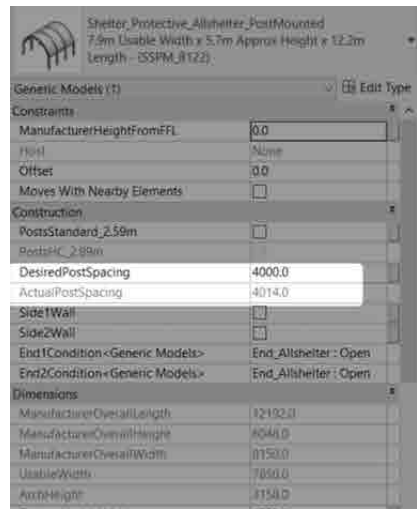 Shelter_Protective_Allshelter_PostMounted
7.9m Usable Width x 5.7m Approx Height x 12.2m
Length - (SSPM_8122)
Generic Models (1) Edit Type
Constraints
ManufacturerHeightFromFFL 0.0
Host None
Offset 0.0
Moves With Nearby Elements
Construction
PostsStandard_2.59m
PostsHC_2.89m
DesiredPostSpacing 4000.0
ActualPostSpacing 4014.0
Side1Wall
Side2Wall
End1Condition<Generic Models> End_Allshelter : Open
End2Condition<Generic Models> End_Allshelter : Open
Dimensions
ManufacturerOverallLength 12192.0
ManufacturerOverallHeight 6040.0
ManufacturerOverallWidth 8150.0
UsableWidth 7850.0
ArchHeight 3150.0